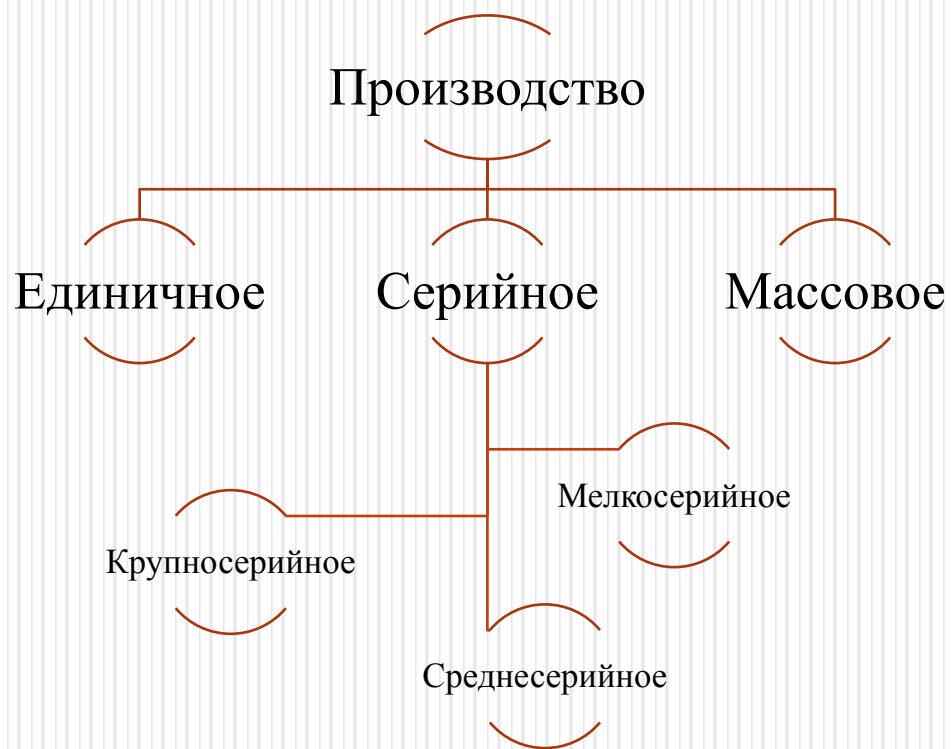 Производство
Единичное
Серийное
Массовое
Мелкосерийное
Крупносерийное
Среднесерийное